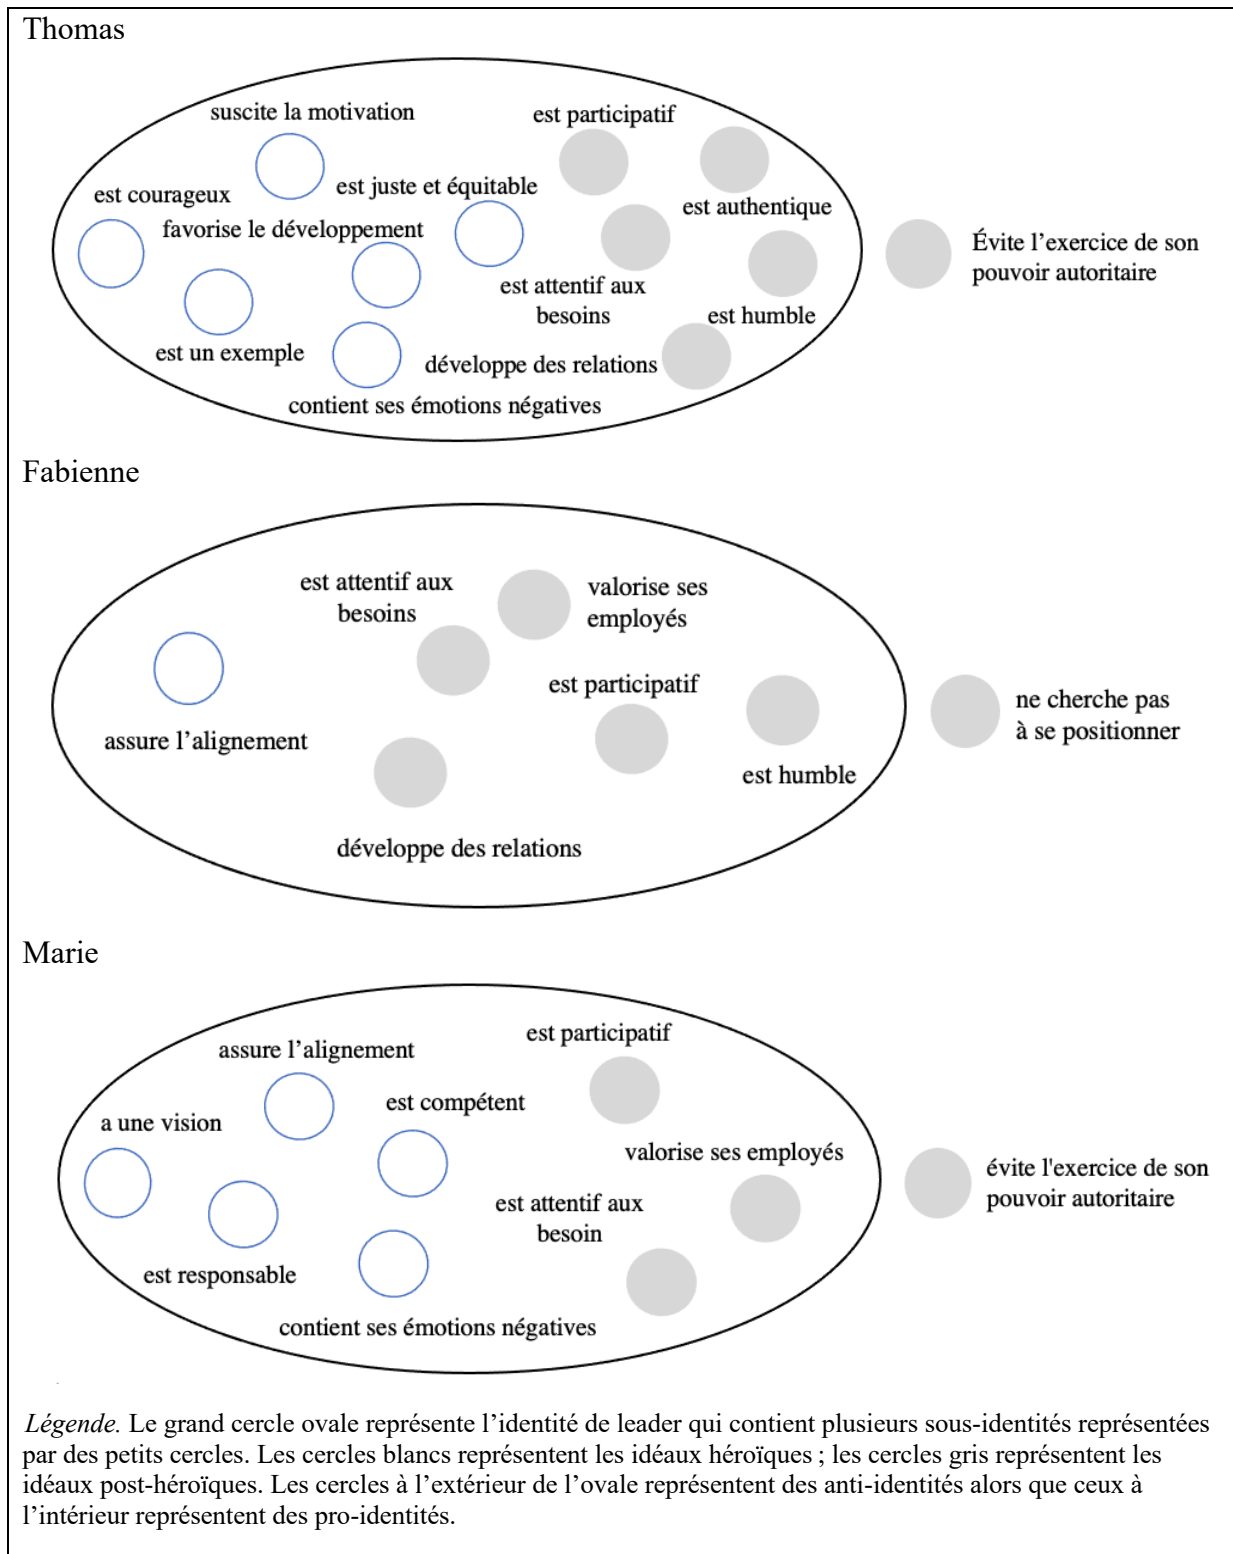 Thomas
suscite la motivation
est participatif
est courageux
est juste et équitable
est authentique
favorise le développement
Évite l’exercice de son
pouvoir autoritaire
est attentif aux
besoins
est humble
est un exemple
développe des relations
contient ses émotions négatives
Fabienne
est attentif aux
besoins
valorise ses
employés
est participatif
ne cherche pas
à se positionner
assure l’alignement
est humble
développe des relations
Marie
est participatif
assure l’alignement
est compétent
a une vision
valorise ses employés
évite l'exercice de son
pouvoir autoritaire
est attentif aux
besoin
est responsable
contient ses émotions négatives
Légende. Le grand cercle ovale représente l’identité de leader qui contient plusieurs sous-identités représentées
par des petits cercles. Les cercles blancs représentent les idéaux héroïques ; les cercles gris représentent les
idéaux post-héroïques. Les cercles à l’extérieur de l’ovale représentent des anti-identités alors que ceux à
l’intérieur représentent des pro-identités.